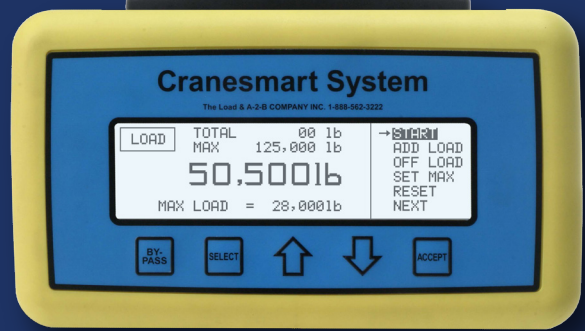 Cranesmart System
The Load & A-2-B COMPANY INC. 1-888-562-3222
LOAD
TOTAL 00 lb
MAX 125,000 lb
50,500lb
MAX LOAD = 28,000lb
→START
ADD LOAD
OFF LOAD
SET MAX
RESET
NEXT
BY-
PASS
SELECT
ACCEPT